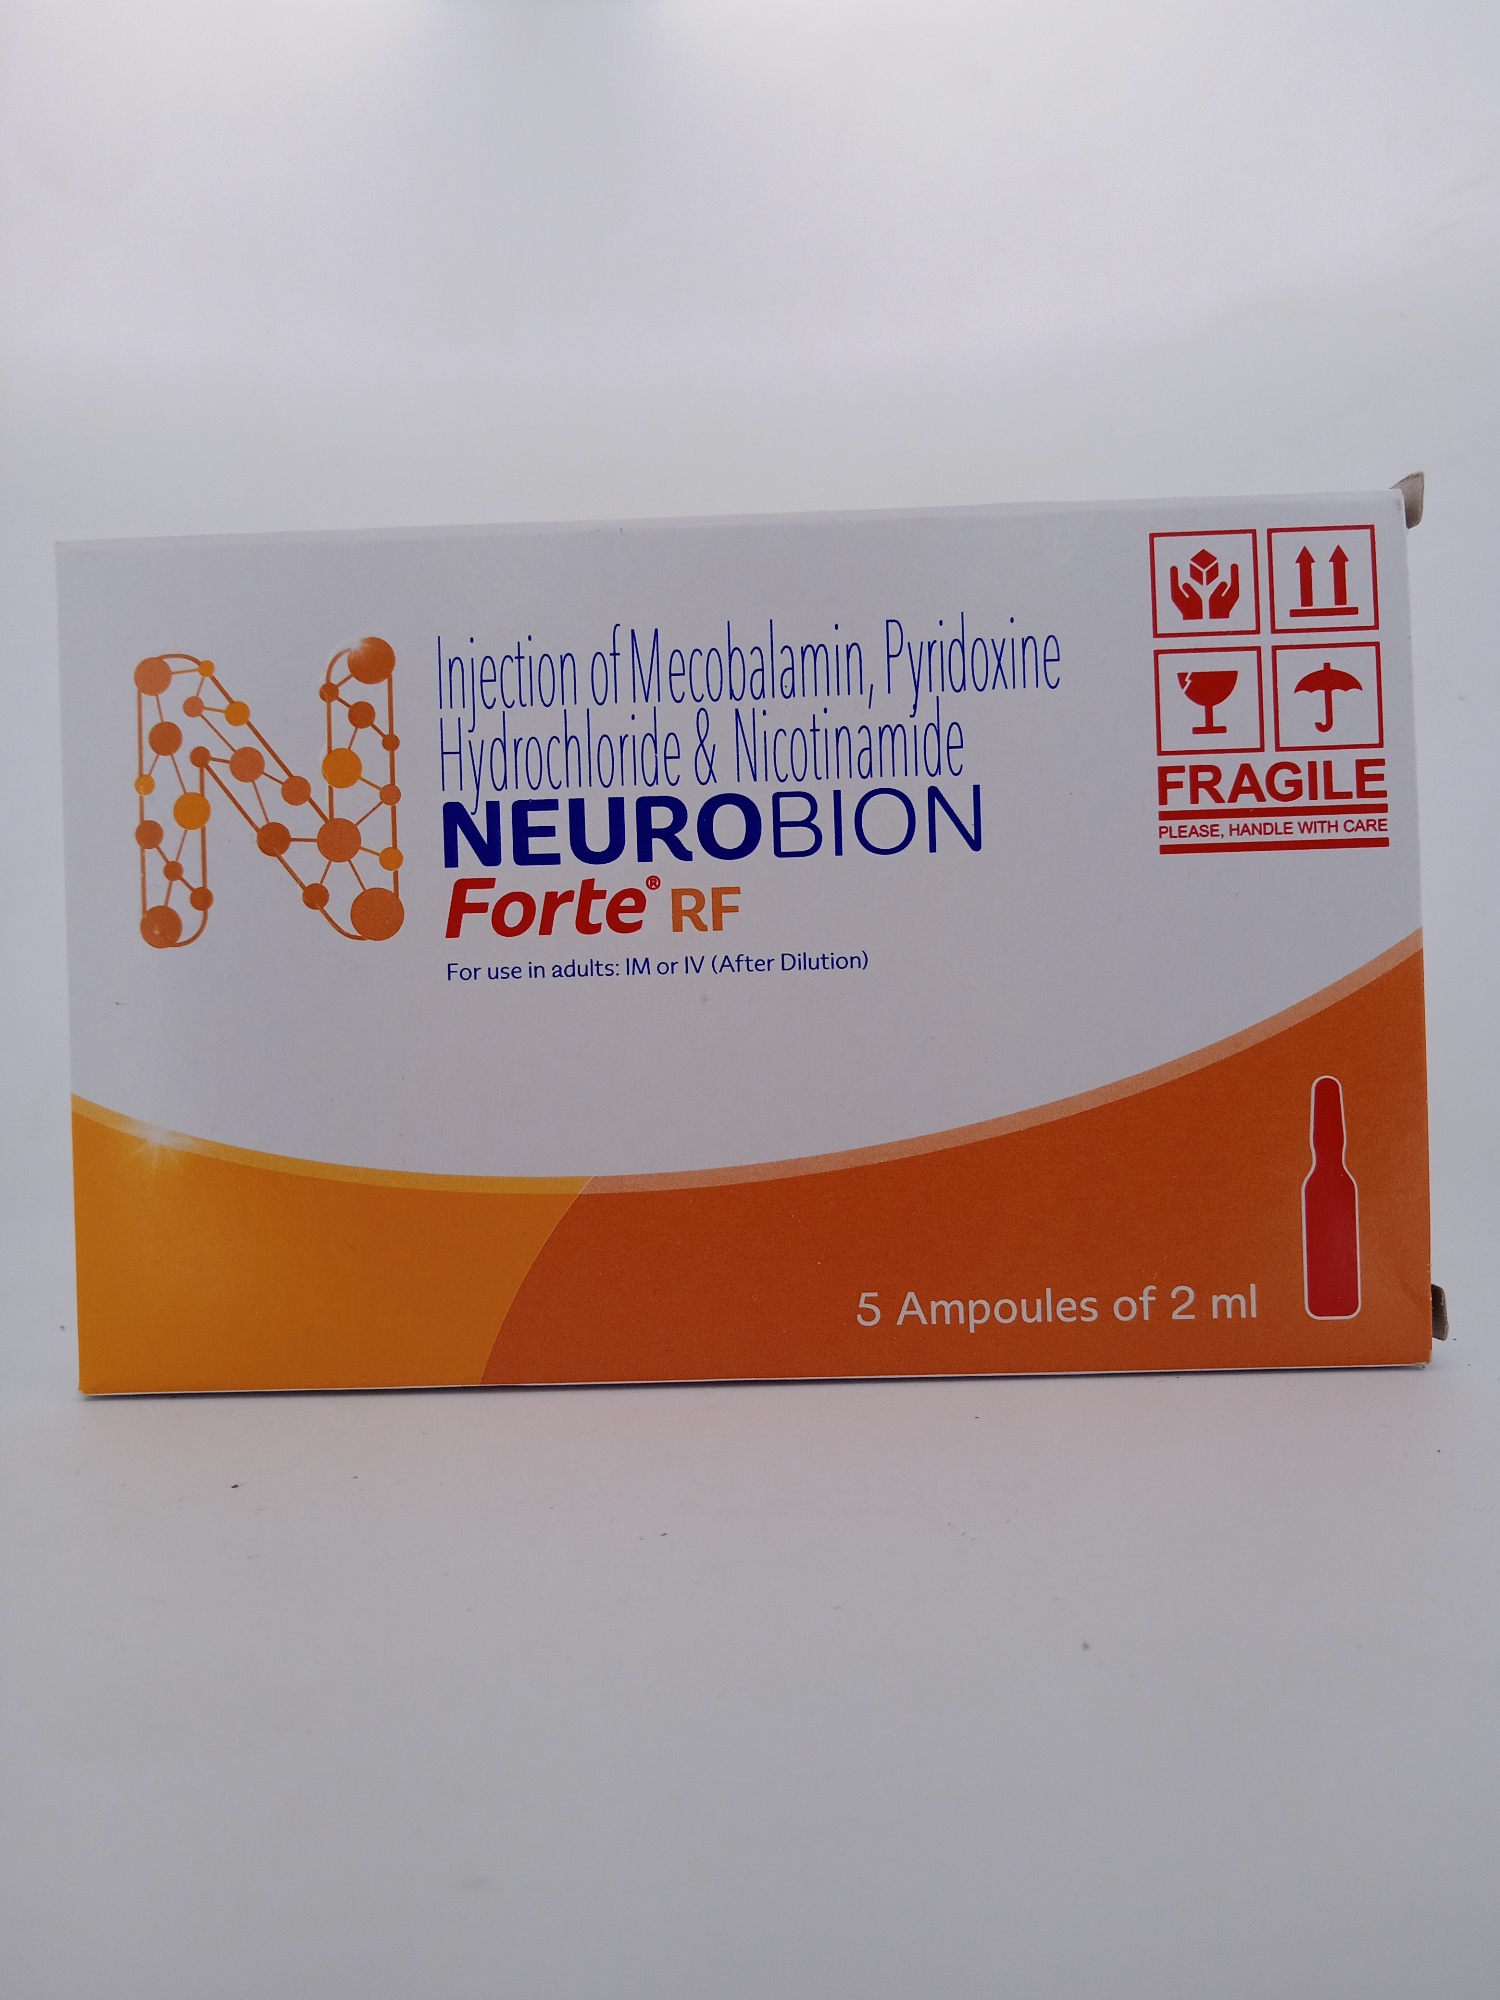 Injection of Mecobalamin, Pyridoxine
Hydrochloride & Nicotinamide
NEUROBION
Forte® RF
For use in adults: IM or IV (After Dilution)
FRAGILE
PLEASE, HANDLE WITH CARE
5 Ampoules of 2 ml